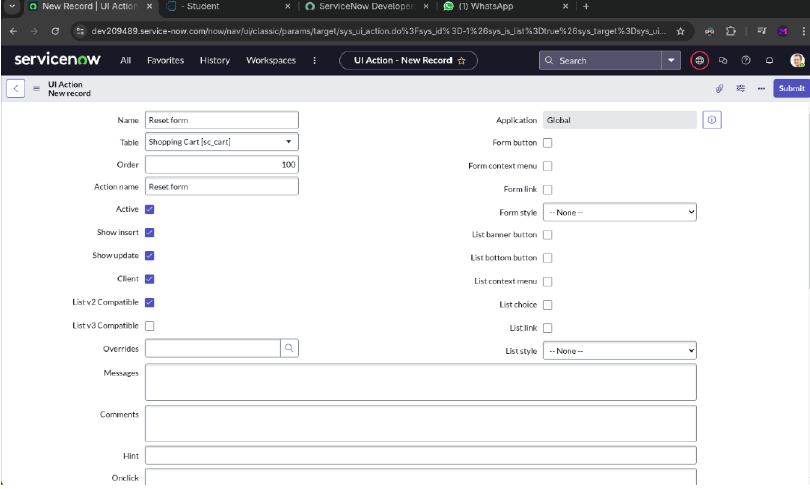 New Record | UI Action
- Student
ServiceNow Developers
(1) WhatsApp
dev209489.service-now.com/now/nav/ui/classic/params/target/sys_ui_action.do%3Fsys_id%3D-1%26sys_is_list%3Dtrue%26sys_target%3Dsys_ui...
servicenow All Favorites History Workspaces UI Action - New Record Search
UI Action
New record
Submit
Name Reset form
Application Global
Table Shopping Cart [sc_cart]
Form button
Order 100
Form context menu
Action name Reset form
Form link
Active
Form style -- None --
Show insert
List banner button
Show update
List bottom button
Client
List context menu
List v2 Compatible
List choice
List v3 Compatible
List link
Overrides
List style -- None --
Messages
Comments
Hint
Onclick